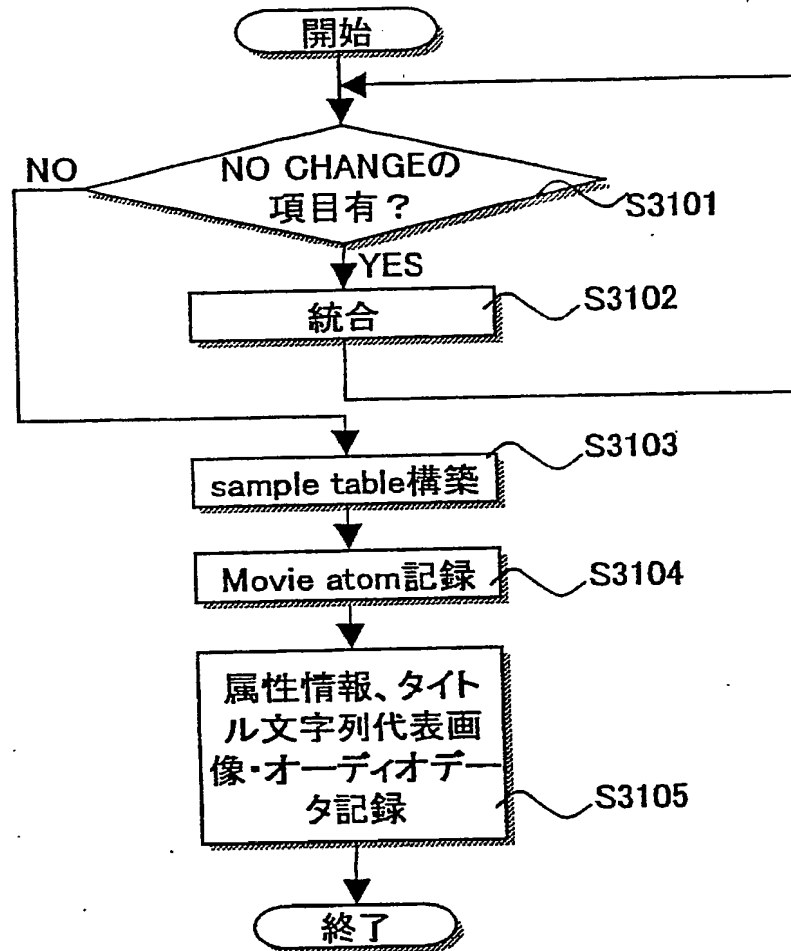 開始
NO
NO CHANGEの
項目有?
S3101
YES
統合
S3102
S3103
sample table構築
Movie atom記録
S3104
属性情報、タイト
ル文字列代表画
像・オーディオデー
タ記録
S3105
終了